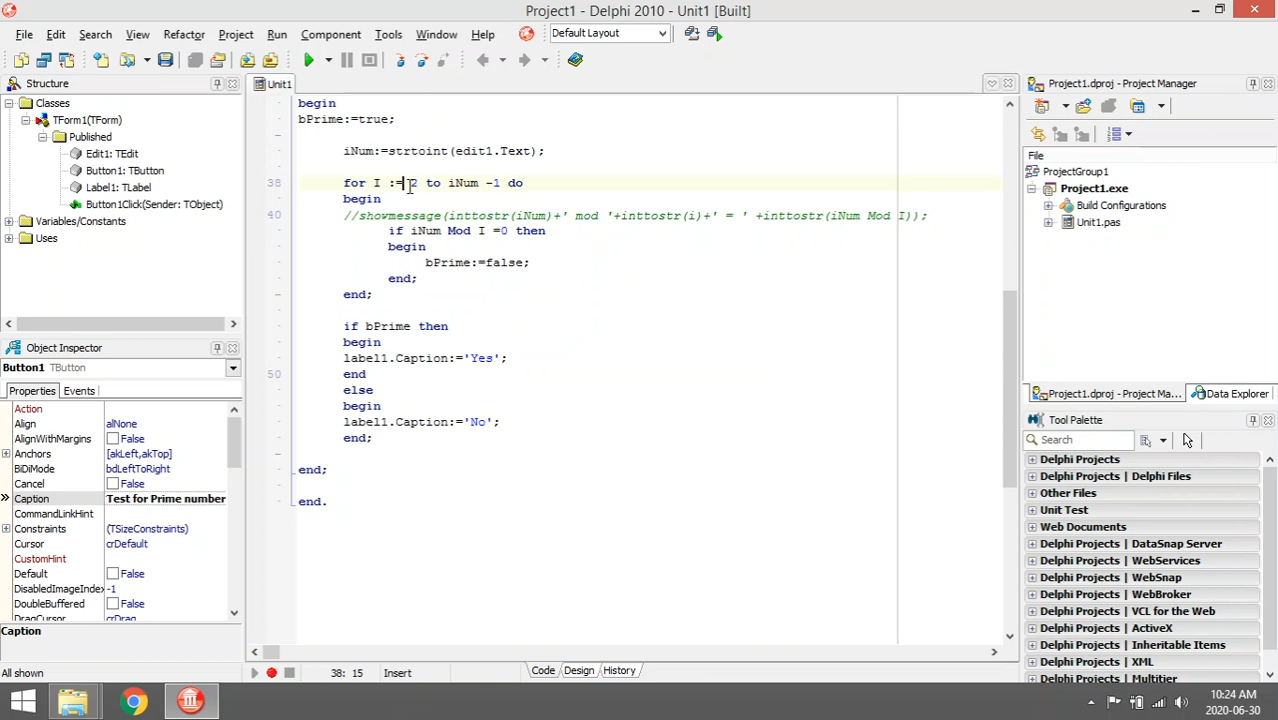 Project1 - Delphi 2010 - Unit1 [Built]
File Edit Search View Refactor Project Run Component Tools Window Help Default Layout
Structure
Classes
TForm1(TForm)
Published
Edit1: TEdit
Button1: TButton
Label1: TLabel
Button1Click(Sender: TObject)
Variables/Constants
Uses
Object Inspector
Button1 TButton
Properties Events
Action
Align alNone
AlignWithMargins False
Anchors [akLeft,akTop]
BiDiMode bdLeftToRight
Cancel False
Caption Test for Prime number
CommandLinkHint
Constraints (TSizeConstraints)
Cursor crDefault
CustomHint
Default False
DisabledImageIndex -1
DoubleBuffered False
DragCursor crDrag
Caption
All shown
Unit1
begin
bPrime:=true;
iNum:=strtoint(edit1.Text);
38 for I := 2 to iNum -1 do
begin
40 //showmessage(inttostr(iNum)+' mod '+inttostr(i)+' = ' +inttostr(iNum Mod I));
if iNum Mod I =0 then
begin
bPrime:=false;
end;
end;
if bPrime then
begin
label1.Caption:='Yes';
50 end
else
begin
label1.Caption:='No';
end;
end;
end.
38: 15 Insert Code Design History
Project1.dproj - Project Manager
File
ProjectGroup1
Project1.exe
Build Configurations
Unit1.pas
Project1.dproj - Project Ma... Data Explorer
Tool Palette
Search
Delphi Projects
Delphi Projects | Delphi Files
Other Files
Unit Test
Web Documents
Delphi Projects | DataSnap Server
Delphi Projects | WebServices
Delphi Projects | WebSnap
Delphi Projects | WebBroker
VCL for the Web
Delphi Projects | ActiveX
Delphi Projects | Inheritable Items
Delphi Projects | XML
Delphi Projects | Multitier
10:24 AM
2020-06-30